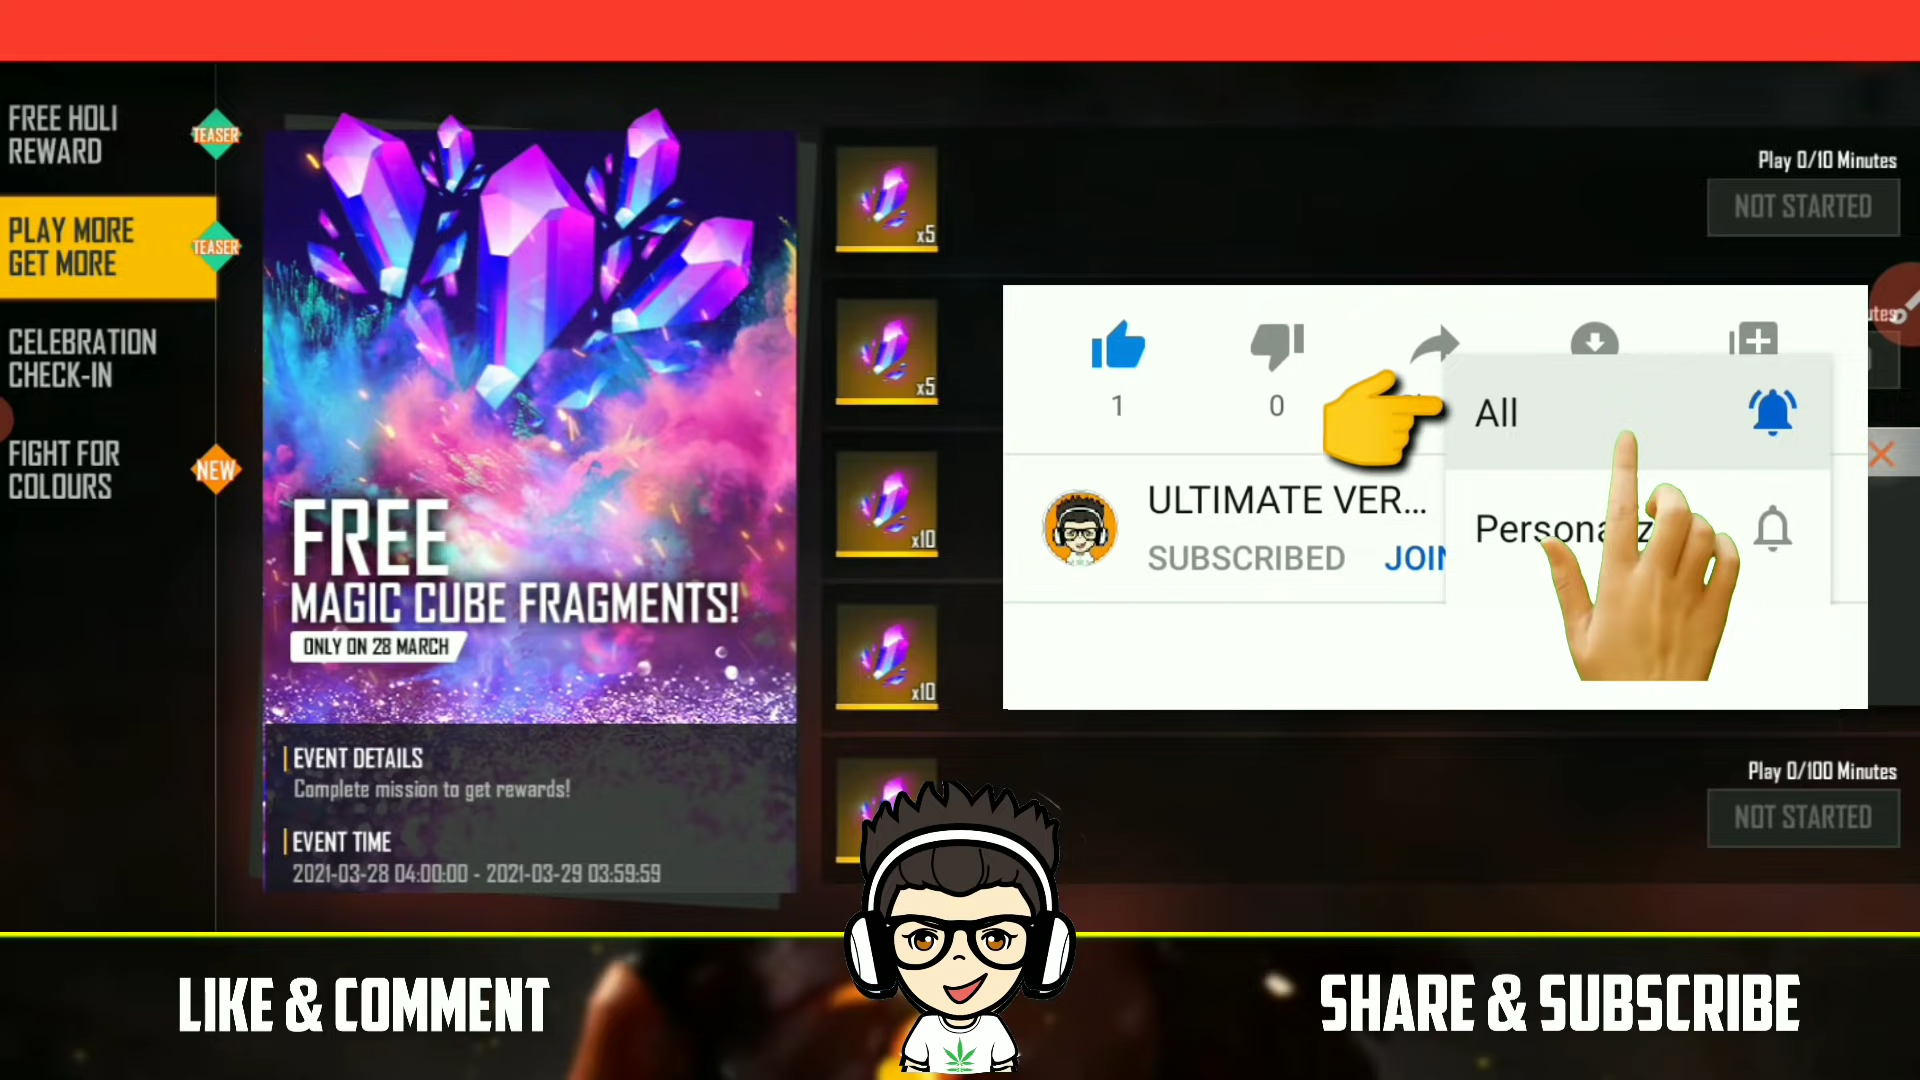 FREE HOLI
REWARD
TEASER
PLAY MORE
GET MORE
TEASER
CELEBRATION
CHECK-IN
FIGHT FOR
COLOURS
NEW
FREE
MAGIC CUBE FRAGMENTS!
ONLY ON 28 MARCH
EVENT DETAILS
Complete mission to get rewards!
EVENT TIME
2021-03-28 04:00:00 - 2021-03-29 03:59:59
x5
x5
x10
x10
Play 0/10 Minutes
NOT STARTED
1
0
All
ULTIMATE VER...
SUBSCRIBED
Play 0/100 Minutes
NOT STARTED
LIKE & COMMENT
SHARE & SUBSCRIBE